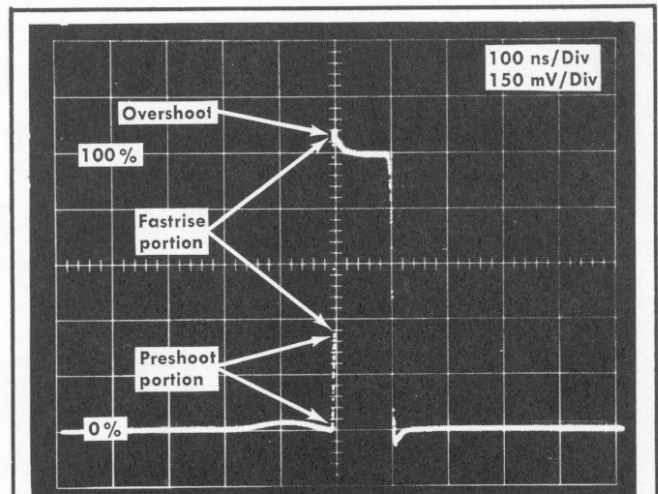 100 ns/Div
150 mV/Div
Overshoot
100%
Fastrise
portion
Preshoot
portion
0%